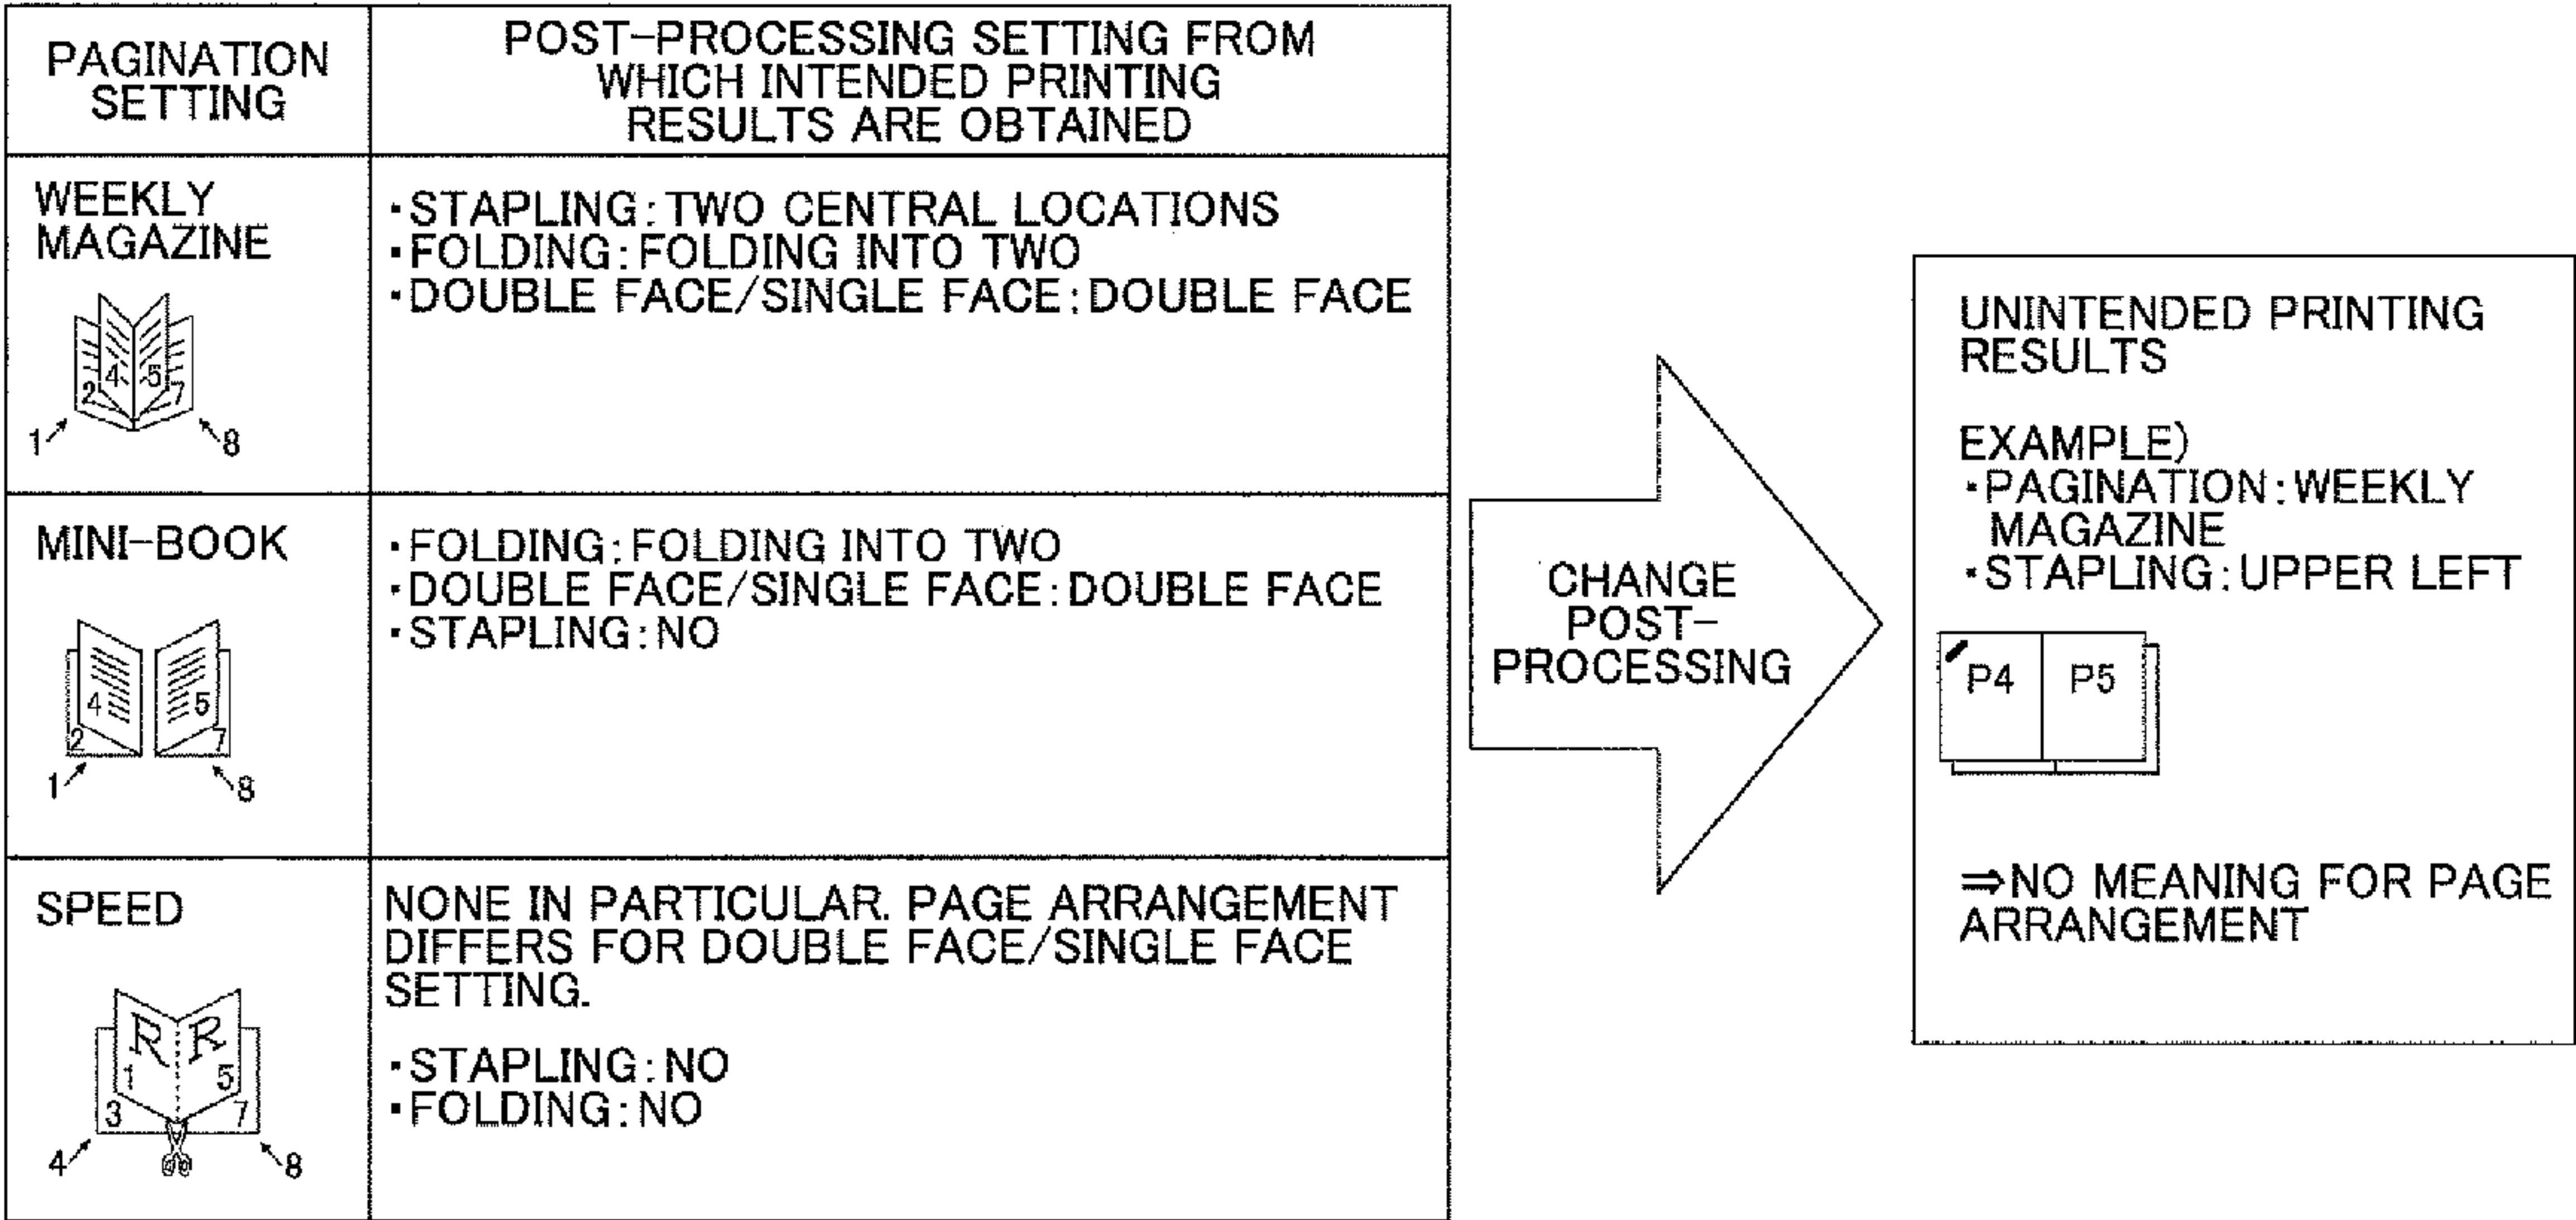 PAGINATION
SETTING
POST-PROCESSING SETTING FROM
WHICH INTENDED PRINTING
RESULTS ARE OBTAINED
WEEKLY
MAGAZINE
2 4 5 7
1 8
・STAPLING:TWO CENTRAL LOCATIONS
・FOLDING:FOLDING INTO TWO
・DOUBLE FACE/SINGLE FACE:DOUBLE FACE
MINI-BOOK
4 5
2 7
1 8
・FOLDING:FOLDING INTO TWO
・DOUBLE FACE/SINGLE FACE:DOUBLE FACE
・STAPLING:NO
SPEED
R R
1 5
3 7
4 8
NONE IN PARTICULAR. PAGE ARRANGEMENT
DIFFERS FOR DOUBLE FACE/SINGLE FACE
SETTING.
・STAPLING:NO
・FOLDING:NO
CHANGE
POST-
PROCESSING
UNINTENDED PRINTING
RESULTS
EXAMPLE)
・PAGINATION:WEEKLY
MAGAZINE
・STAPLING:UPPER LEFT
P4 P5
⇒NO MEANING FOR PAGE
ARRANGEMENT